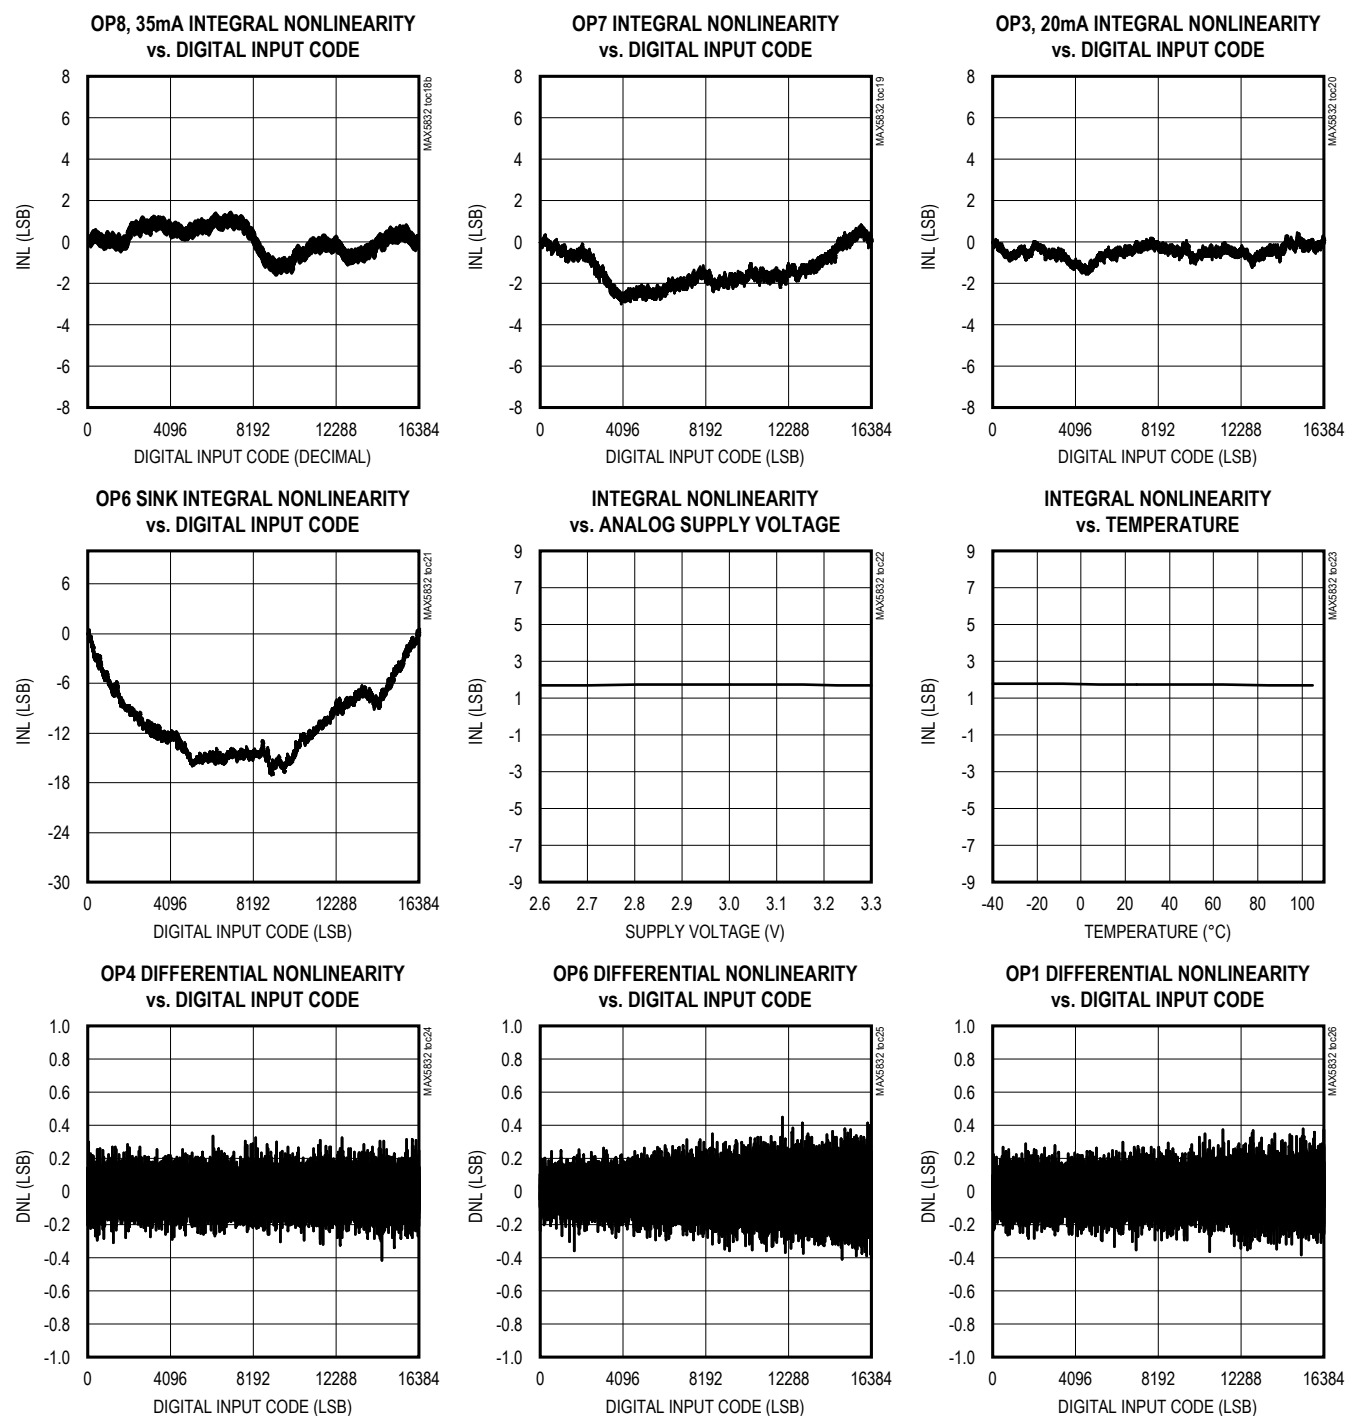 OP8, 35mA INTEGRAL NONLINEARITY
vs. DIGITAL INPUT CODE
MAX5832 toc18b
8
6
4
2
0
-2
-4
-6
-8
INL (LSB)
0 4096 8192 12288 16384
DIGITAL INPUT CODE (DECIMAL)
OP7 INTEGRAL NONLINEARITY
vs. DIGITAL INPUT CODE
MAX5832 toc19
8
6
4
2
0
-2
-4
-6
-8
INL (LSB)
0 4096 8192 12288 16384
DIGITAL INPUT CODE (LSB)
OP3, 20mA INTEGRAL NONLINEARITY
vs. DIGITAL INPUT CODE
MAX5832 toc20
8
6
4
2
0
-2
-4
-6
-8
INL (LSB)
0 4096 8192 12288 16384
DIGITAL INPUT CODE (LSB)
OP6 SINK INTEGRAL NONLINEARITY
vs. DIGITAL INPUT CODE
MAX5832 toc21
6
0
-6
-12
-18
-24
-30
INL (LSB)
0 4096 8192 12288 16384
DIGITAL INPUT CODE (LSB)
INTEGRAL NONLINEARITY
vs. ANALOG SUPPLY VOLTAGE
MAX5832 toc22
9
7
5
3
1
-1
-3
-5
-7
-9
INL (LSB)
2.6 2.7 2.8 2.9 3.0 3.1 3.2 3.3
SUPPLY VOLTAGE (V)
INTEGRAL NONLINEARITY
vs. TEMPERATURE
MAX5832 toc23
9
7
5
3
1
-1
-3
-5
-7
-9
INL (LSB)
-40 -20 0 20 40 60 80 100
TEMPERATURE (°C)
OP4 DIFFERENTIAL NONLINEARITY
vs. DIGITAL INPUT CODE
MAX5832 toc24
1.0
0.8
0.6
0.4
0.2
0
-0.2
-0.4
-0.6
-0.8
-1.0
DNL (LSB)
0 4096 8192 12288 16384
DIGITAL INPUT CODE (LSB)
OP6 DIFFERENTIAL NONLINEARITY
vs. DIGITAL INPUT CODE
MAX5832 toc25
1.0
0.8
0.6
0.4
0.2
0
-0.2
-0.4
-0.6
-0.8
-1.0
DNL (LSB)
0 4096 8192 12288 16384
DIGITAL INPUT CODE (LSB)
OP1 DIFFERENTIAL NONLINEARITY
vs. DIGITAL INPUT CODE
MAX5832 toc26
1.0
0.8
0.6
0.4
0.2
0
-0.2
-0.4
-0.6
-0.8
-1.0
DNL (LSB)
0 4096 8192 12288 16384
DIGITAL INPUT CODE (LSB)